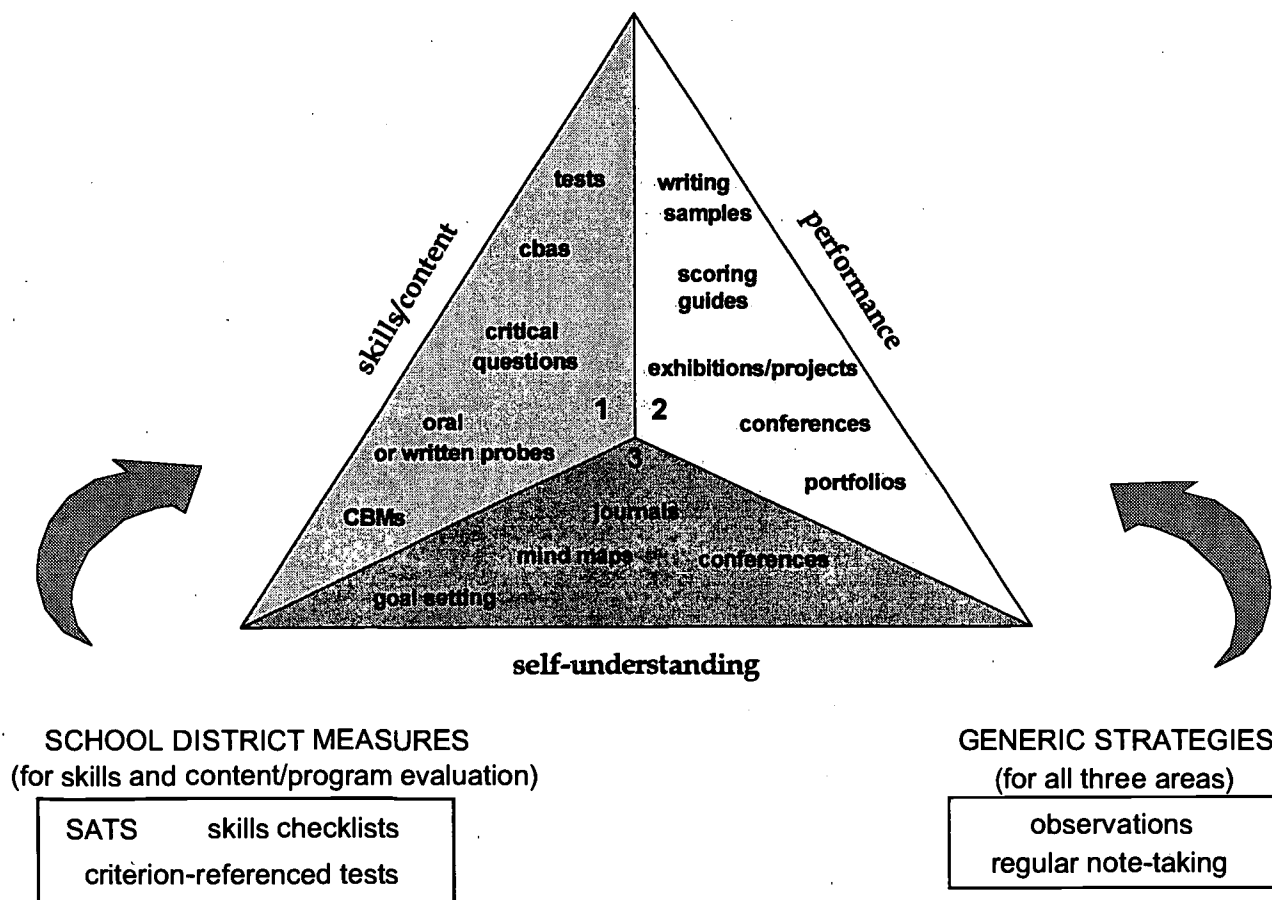 skills/content
tests
cbas
critical
questions
oral
or written probes
CBMs
1
performance
writing
samples
scoring
guides
exhibitions/projects
2
conferences
portfolios
3
journals
mind maps
conferences
goal setting
self-understanding
SCHOOL DISTRICT MEASURES
(for skills and content/program evaluation)
SATS skills checklists
criterion-referenced tests
GENERIC STRATEGIES
(for all three areas)
observations
regular note-taking